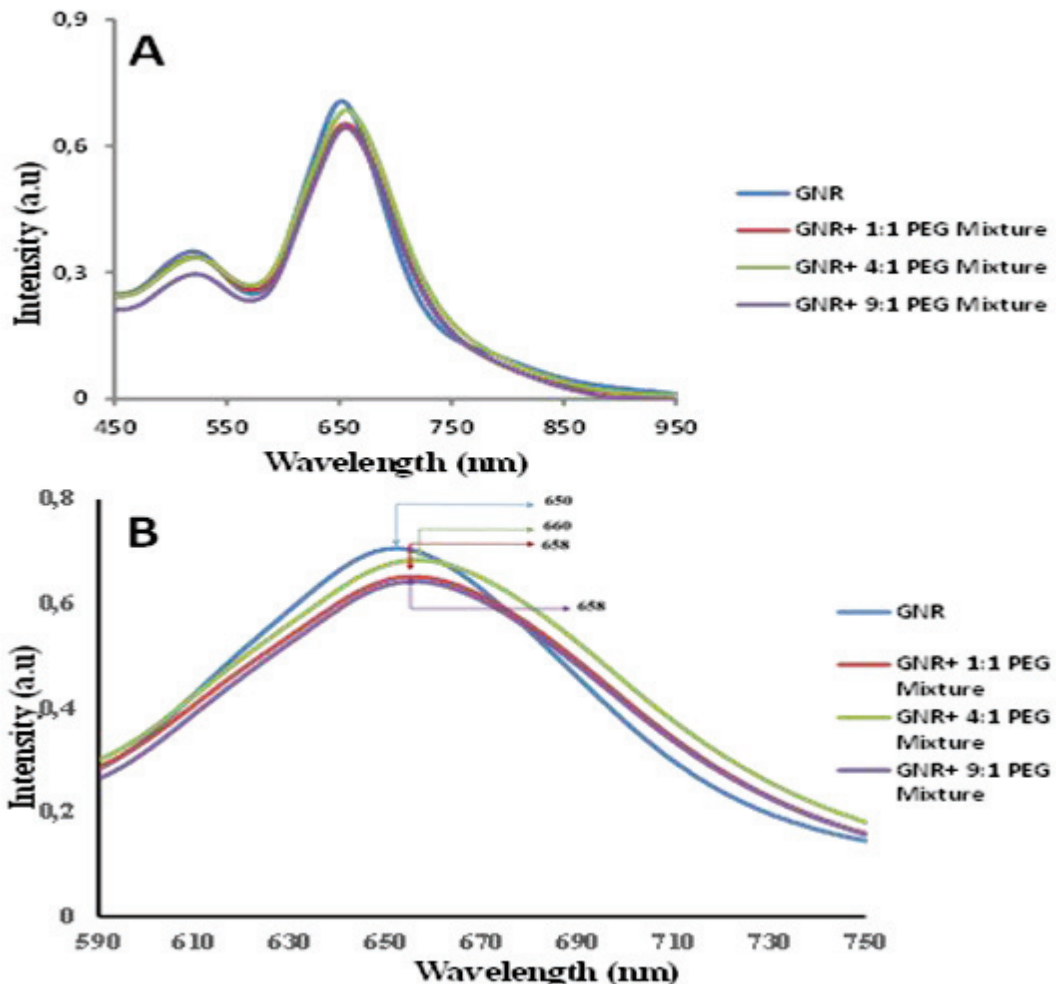 0,9
A
0,6
0,3
0
Intensity (a.u)
450 550 650 750 850 950
Wavelength (nm)
GNR
GNR+ 1:1 PEG Mixture
GNR+ 4:1 PEG Mixture
GNR+ 9:1 PEG Mixture
0,8
B
0,6
0,4
0,2
0
Intensity (a.u)
650
660
658
658
590 610 630 650 670 690 710 730 750
Wavelength (nm)
GNR
GNR+ 1:1 PEG
Mixture
GNR+ 4:1 PEG
Mixture
GNR+ 9:1 PEG
Mixture